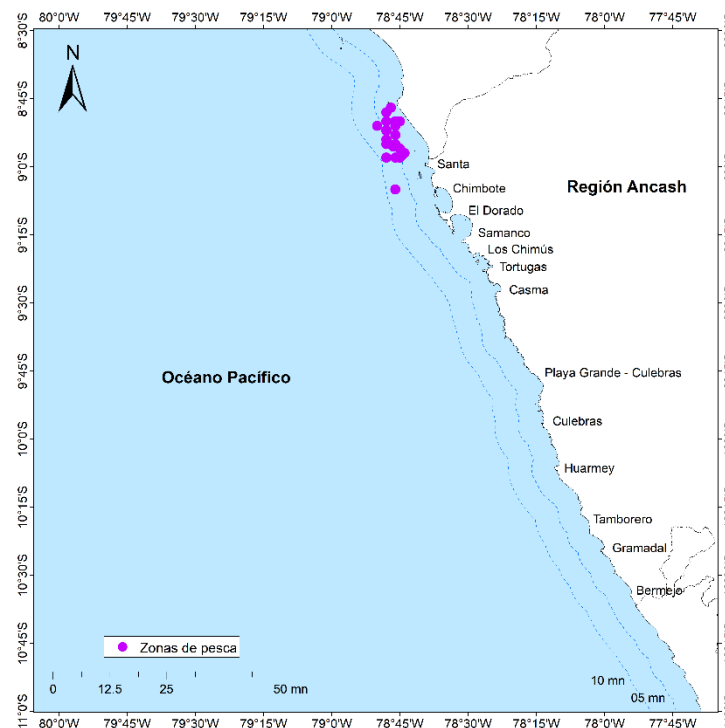 80°0'W 79°45'W 79°30'W 79°15'W 79°0'W 78°45'W 78°30'W 78°15'W 78°0'W 77°45'W
8°30'S
8°45'S
9°0'S
9°15'S
9°30'S
9°45'S
10°0'S
10°15'S
10°30'S
10°45'S
11°0'S
N
Santa
Chimbote
Región Ancash
El Dorado
Samanco
Los Chimús
Tortugas
Casma
Océano Pacífico
Playa Grande - Culebras
Culebras
Huarmey
Tamborero
Gramadal
Bermejo
Zonas de pesca
0 12.5 25 50 mn
10 mn
05 mn
80°0'W 79°45'W 79°30'W 79°15'W 79°0'W 78°45'W 78°30'W 78°15'W 78°0'W 77°45'W